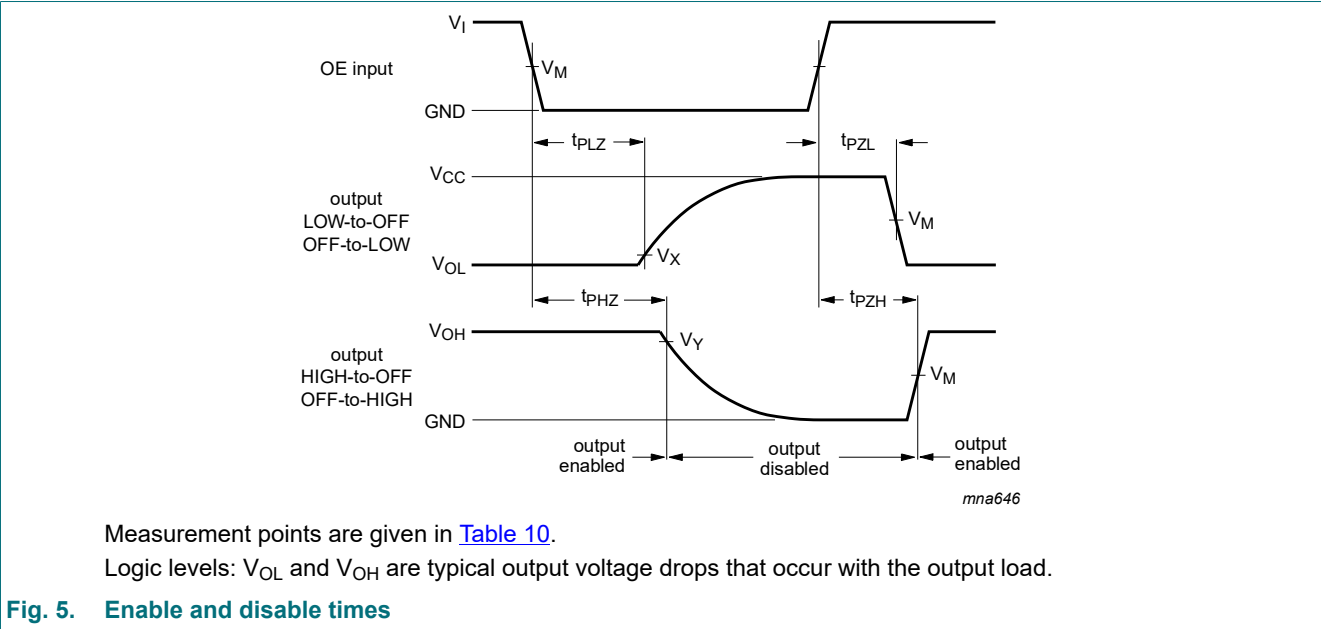 V_I
OE input
V_M
GND
t_PLZ
t_PZL
V_CC
output
LOW-to-OFF
OFF-to-LOW
V_M
V_X
V_OL
t_PHZ
t_PZH
V_OH
V_Y
output
HIGH-to-OFF
OFF-to-HIGH
V_M
GND
output
enabled
output
disabled
output
enabled
mna646
Measurement points are given in Table 10.
Logic levels: V_OL and V_OH are typical output voltage drops that occur with the output load.
Fig. 5. Enable and disable times